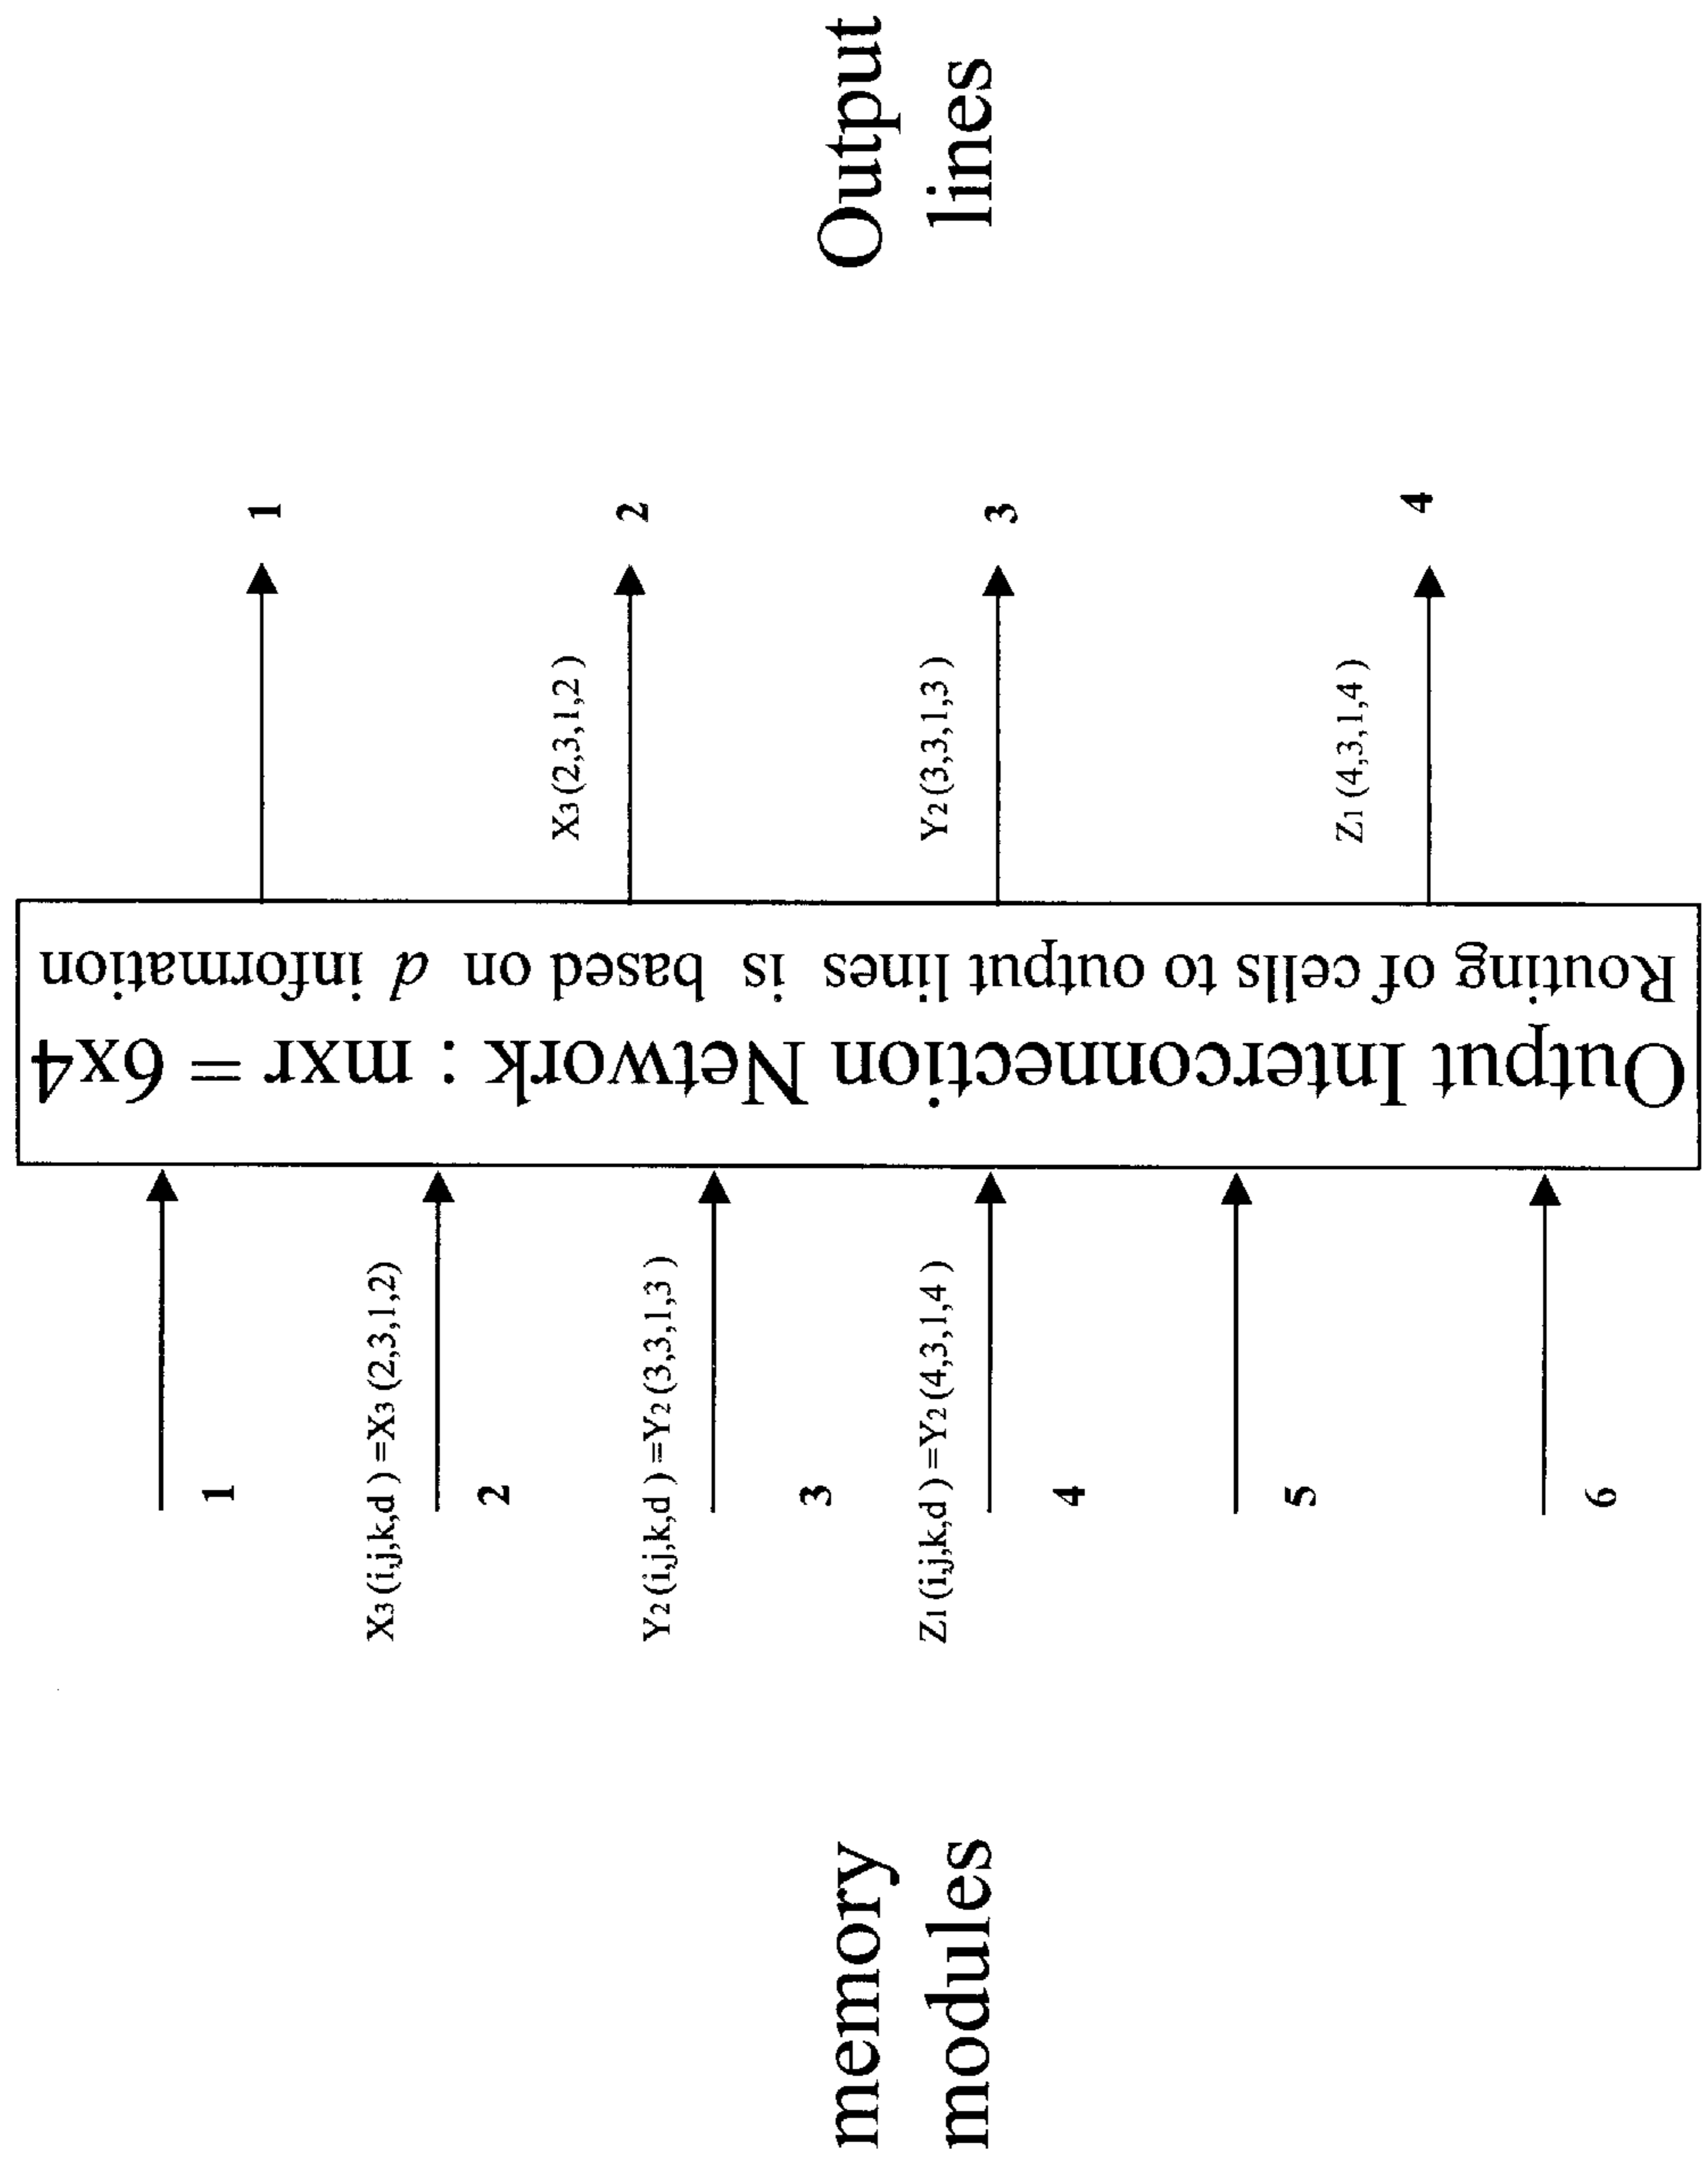 memory
modules
1
X3 (i,j,k,d ) =X3 (2,3,1,2)
2
Y2 (i,j,k,d ) =Y2 (3,3,1,3 )
3
Z1 (i,j,k,d ) =Y2 (4,3,1,4 )
4
5
6
Output Interconnection Network : mxr = 6x4
Routing of cells to output lines is based on d information
1
X3 (2,3,1,2 )
2
Y2 (3,3,1,3 )
3
Z1 (4,3,1,4 )
4
Output
lines